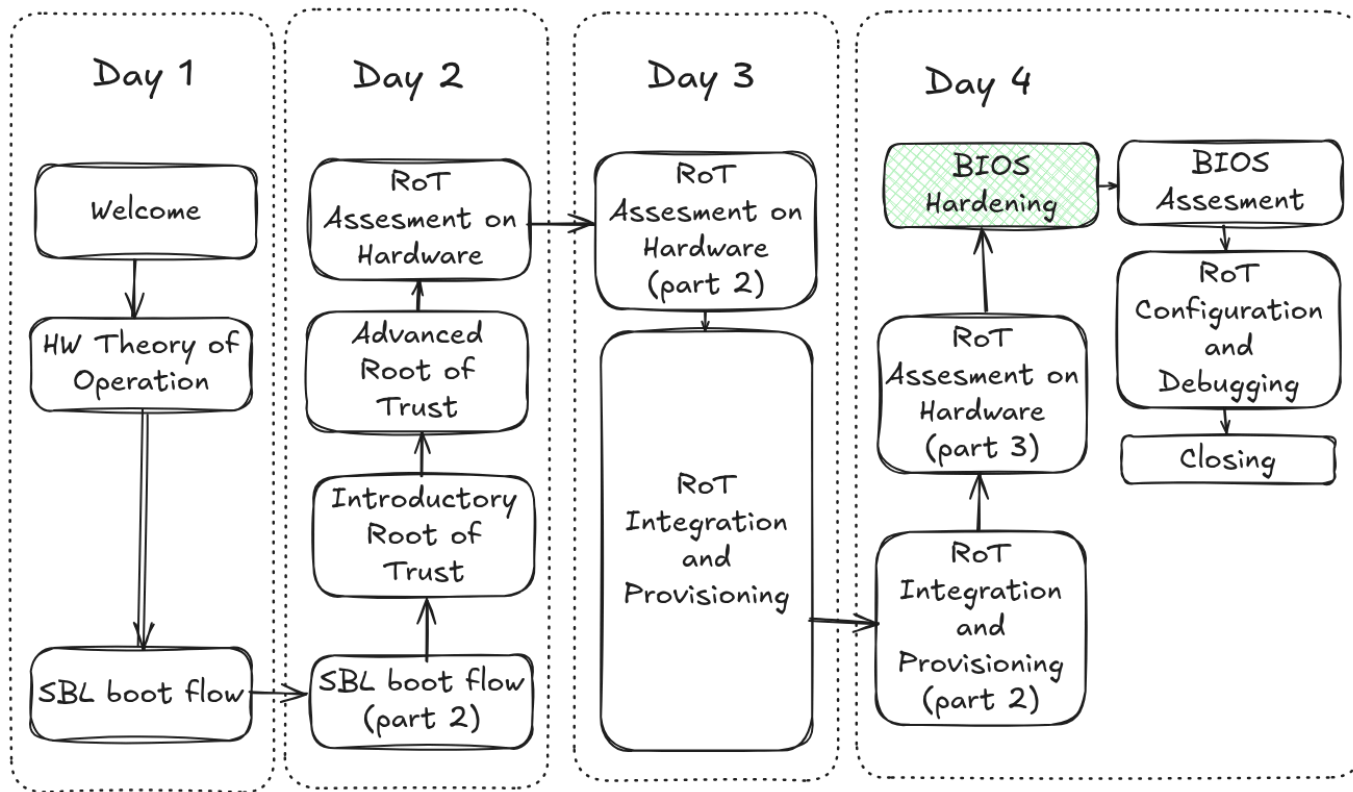 Day 1
Welcome
HW Theory of
Operation
SBL boot flow
Day 2
RoT
Assesment on
Hardware
Advanced
Root of
Trust
Introductory
Root of
Trust
SBL boot flow
(part 2)
Day 3
RoT
Assesment on
Hardware
(part 2)
RoT
Integration
and
Provisioning
Day 4
BIOS
Hardening
RoT
Assesment on
Hardware
(part 3)
RoT
Integration
and
Provisioning
(part 2)
BIOS
Assesment
RoT
Configuration
and
Debugging
Closing